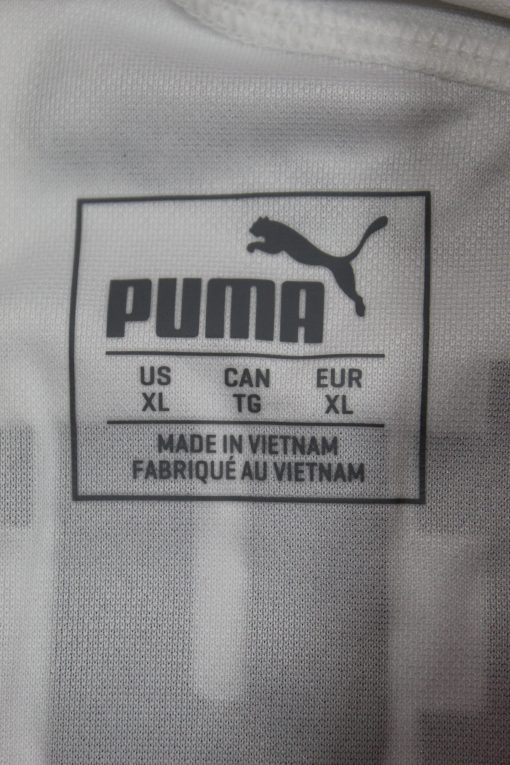 PUMA
US CAN EUR
XL TG XL
MADE IN VIETNAM
FABRIQUÉ AU VIETNAM